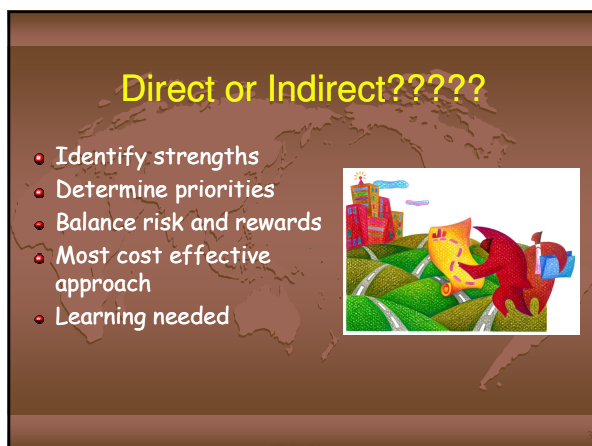 Direct or Indirect?????
Identify strengths
Determine priorities
Balance risk and rewards
Most cost effective
approach
Learning needed